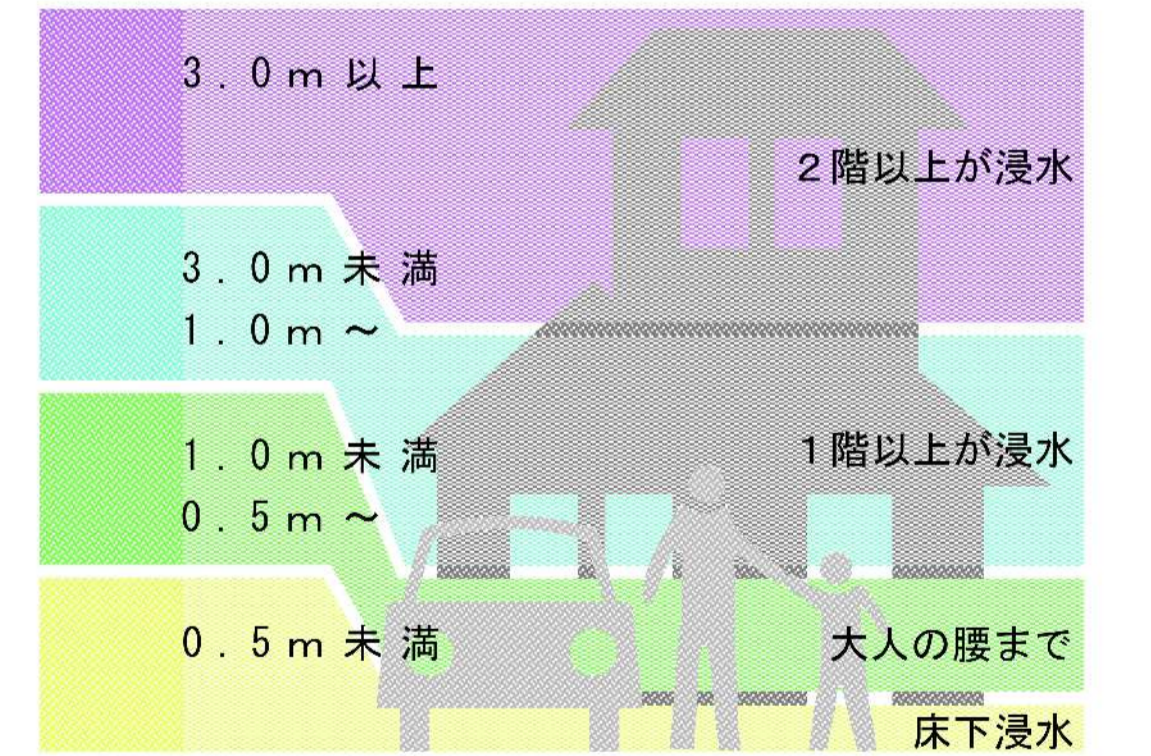 3.0m以上
2階以上が浸水
3.0m未満
1.0m～
1.0m未満
1階以上が浸水
0.5m～
0.5m未満
大人の腰まで
床下浸水